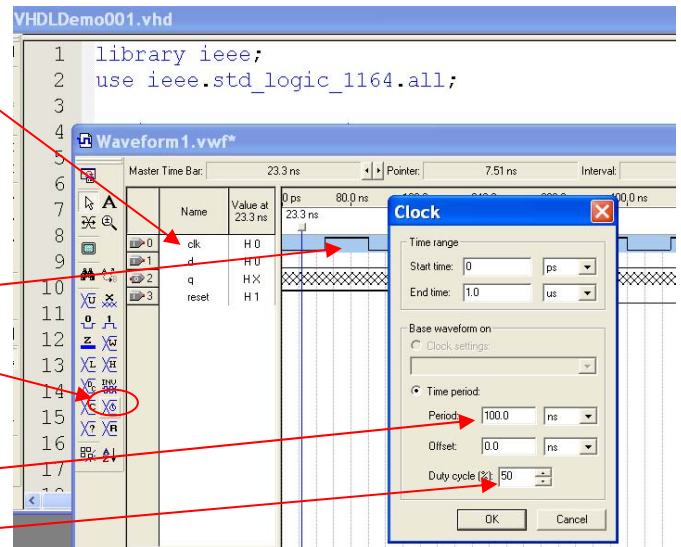 VHDLDemo001.vhd
1 library ieee;
2 use ieee.std_logic_1164.all;
3
4
5
6
7
8
9
10
11
12
13
14
15
16
17
Waveform1.vwf*
Master Time Bar: 23.3 ns Pointer: 7.51 ns Interval:
Name Value at 23.3 ns
0 ps 80.0 ns
23.3 ns
0 clk H 0
1 d H 0
2 q H X
3 reset H 1
Clock
Time range
Start time: 0 ps
End time: 1.0 us
Base waveform on
Clock settings:
Time period:
Period: 100.0 ns
Offset: 0.0 ns
Duty cycle (%): 50
OK Cancel